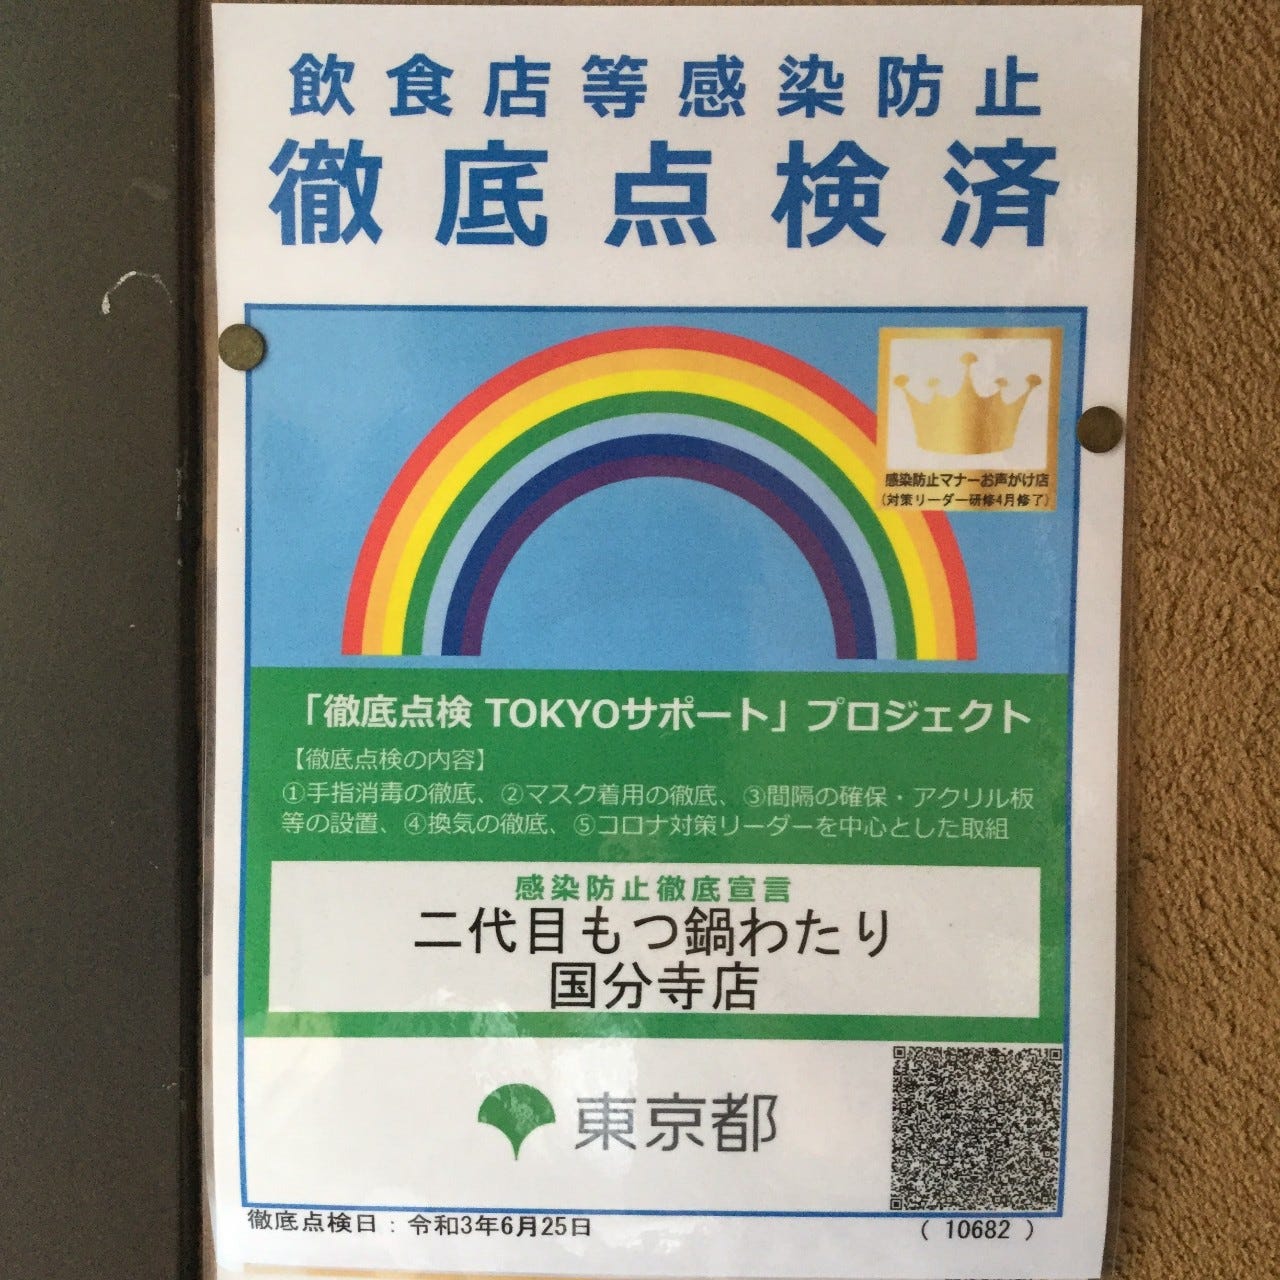 飲食店等感染防止
徹底点検済
感染防止マナーお声がけ店
(対策リーダー研修4月修了)
「徹底点検 TOKYOサポート」プロジェクト
【徹底点検の内容】
①手指消毒の徹底、②マスク着用の徹底、③間隔の確保・アクリル板
等の設置、④換気の徹底、⑤コロナ対策リーダーを中心とした取組
感染防止徹底宣言
二代目もつ鍋わたり
国分寺店
東京都
徹底点検日：令和3年6月25日
( 10682 )